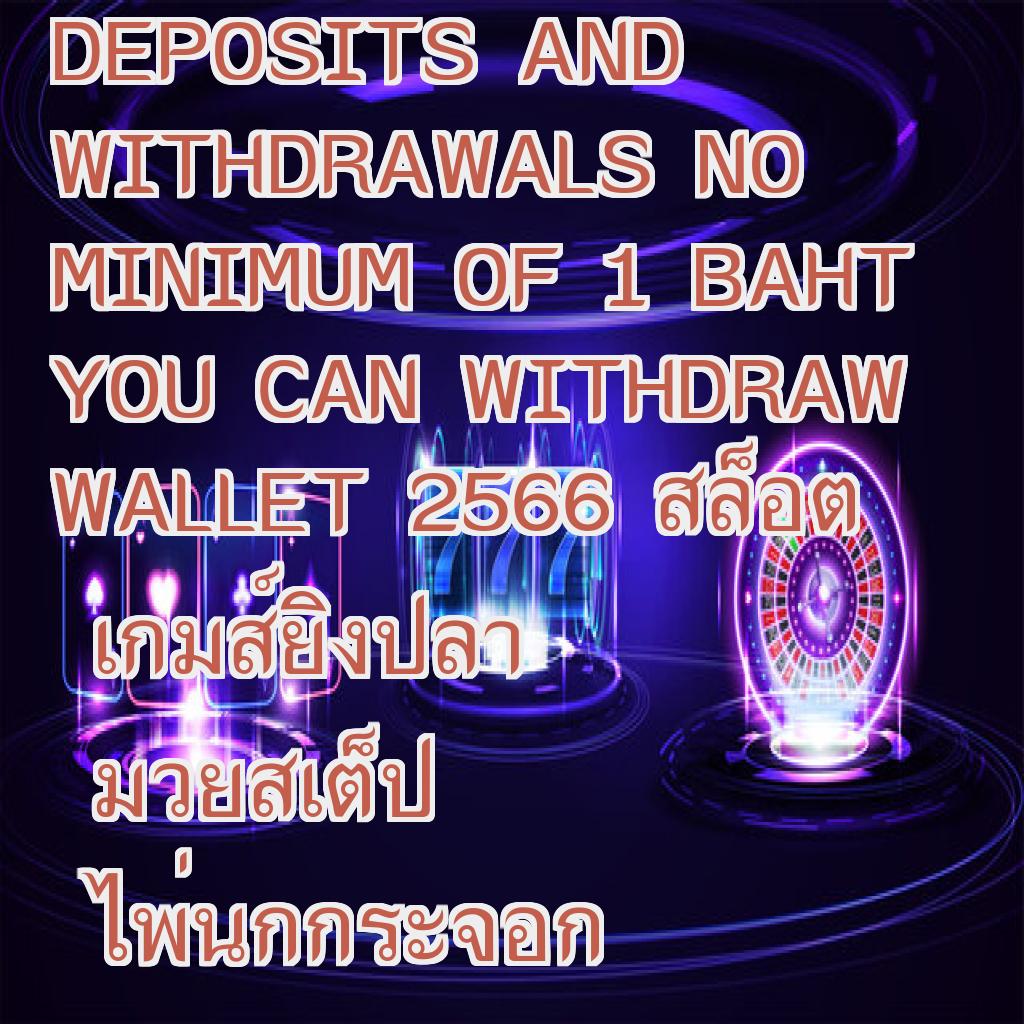 DEPOSITS AND
WITHDRAWALS NO
MINIMUM OF 1 BAHT
YOU CAN WITHDRAW
WALLET 2566 สล็อต
เกมส์ยิงปลา
มวยสเต็ป
ไพ่นกกระจอก
777